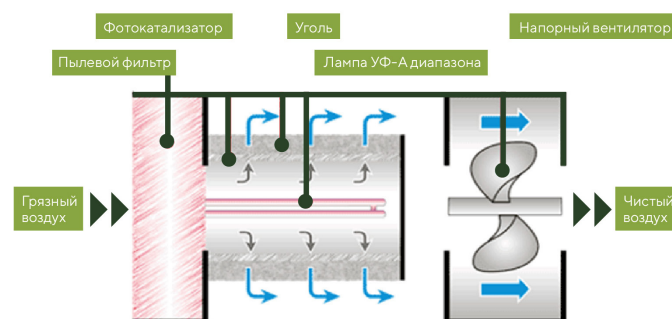 Фотокатализатор
Уголь
Напорный вентилятор
Пылевой фильтр
Лампа УФ-А диапазона
Грязный
воздух
Чистый
воздух